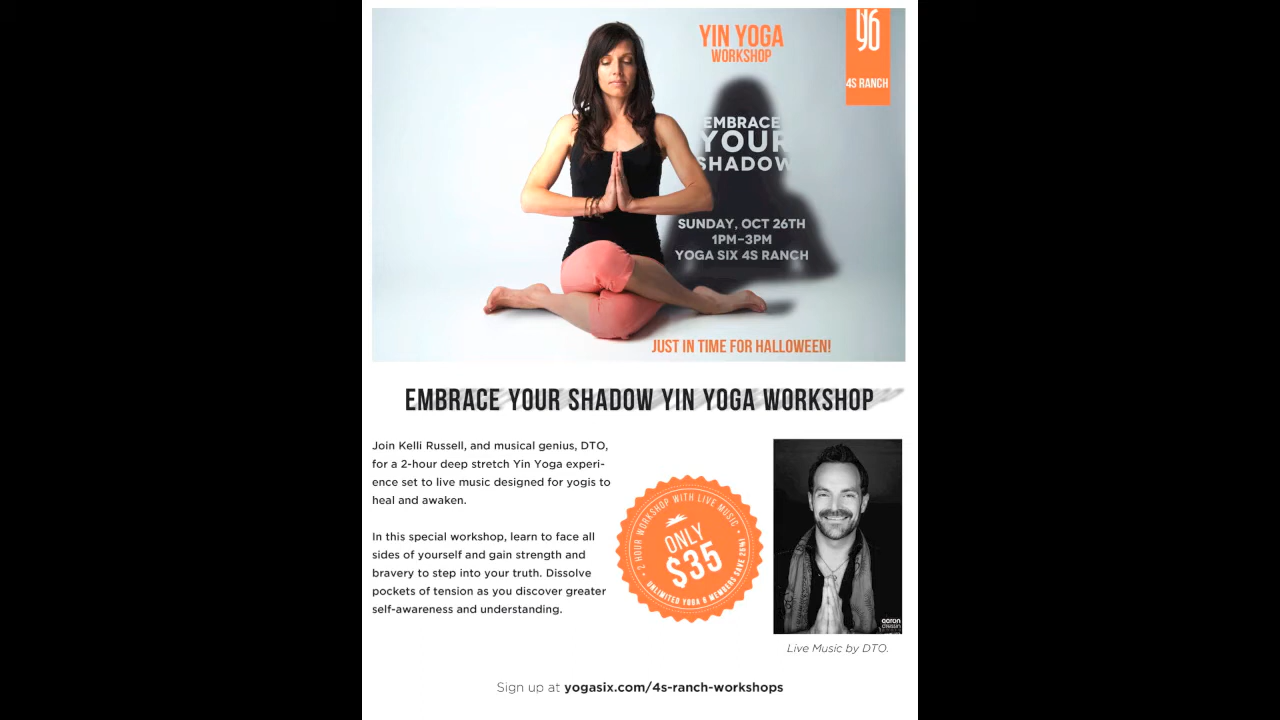 YIN YOGA
WORKSHOP
Y6
4S RANCH
EMBRACE
YOUR
SHADOW
SUNDAY, OCT 26TH
1PM–3PM
YOGA SIX 4S RANCH
JUST IN TIME FOR HALLOWEEN!
EMBRACE YOUR SHADOW YIN YOGA WORKSHOP
Join Kelli Russell, and musical genius, DTO,
for a 2-hour deep stretch Yin Yoga experi-
ence set to live music designed for yogis to
heal and awaken.
In this special workshop, learn to face all
sides of yourself and gain strength and
bravery to step into your truth. Dissolve
pockets of tension as you discover greater
self-awareness and understanding.
• 2 HOUR WORKSHOP WITH LIVE MUSIC •
ONLY
$35
UNLIMITED YOGA 6 MEMBERS SAVE 20%!
aaron
Live Music by DTO.
Sign up at yogasix.com/4s-ranch-workshops